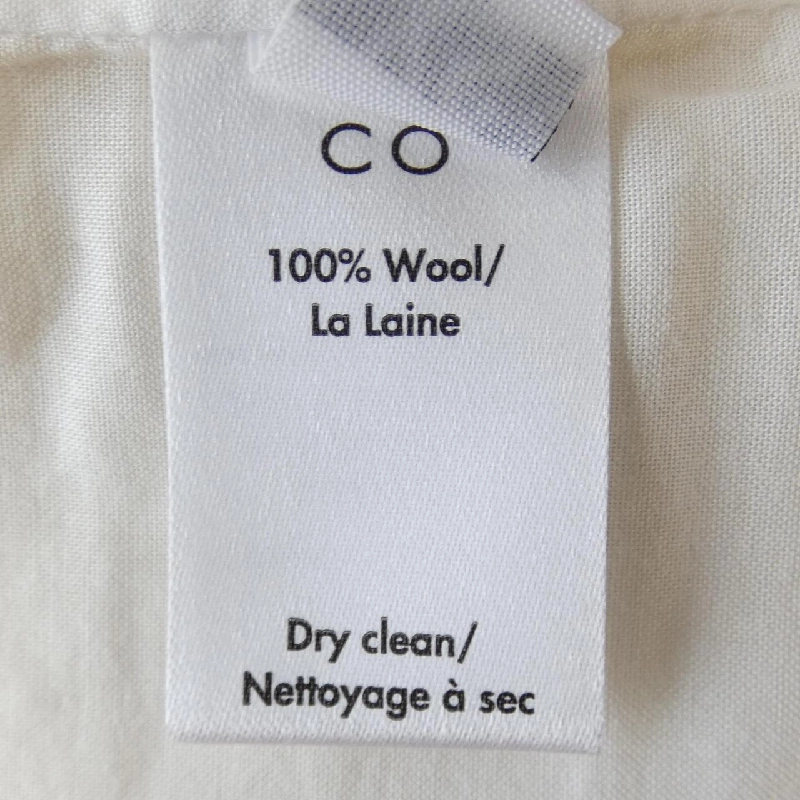 CO
100% Wool/
La Laine
Dry clean/
Nettoyage à sec